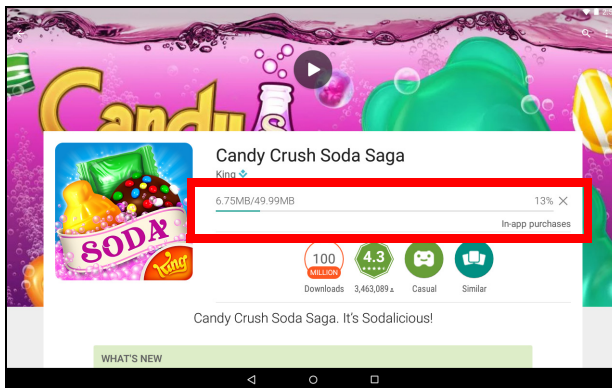 Candy
Candy Crush Soda Saga
King
6.75MB/49.99MB 13%
In-app purchases
SODA
King
100
MILLION
4.3
Downloads 3,463,089 Casual Similar
Candy Crush Soda Saga. It's Sodalicious!
WHAT'S NEW